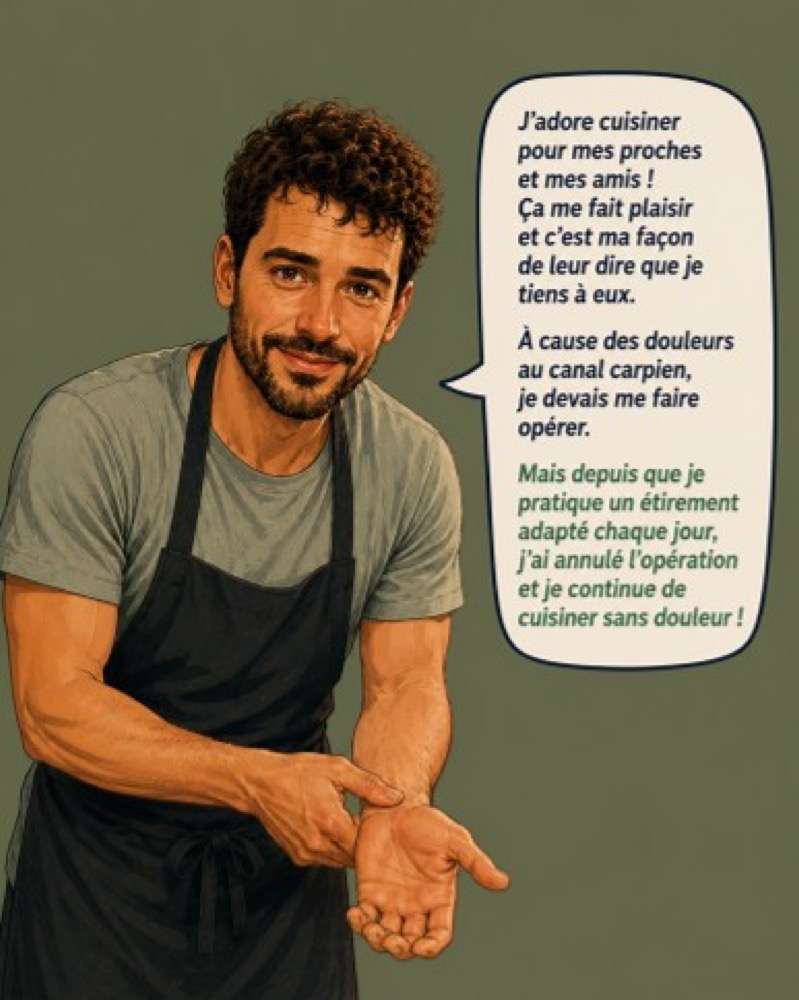 J'adore cuisiner
pour mes proches
et mes amis !
Ça me fait plaisir
et c'est ma façon
de leur dire que je
tiens à eux.
À cause des douleurs
au canal carpien,
je devais me faire
opérer.
Mais depuis que je
pratique un étirement
adapté chaque jour,
j'ai annulé l'opération
et je continue de
cuisiner sans douleur !